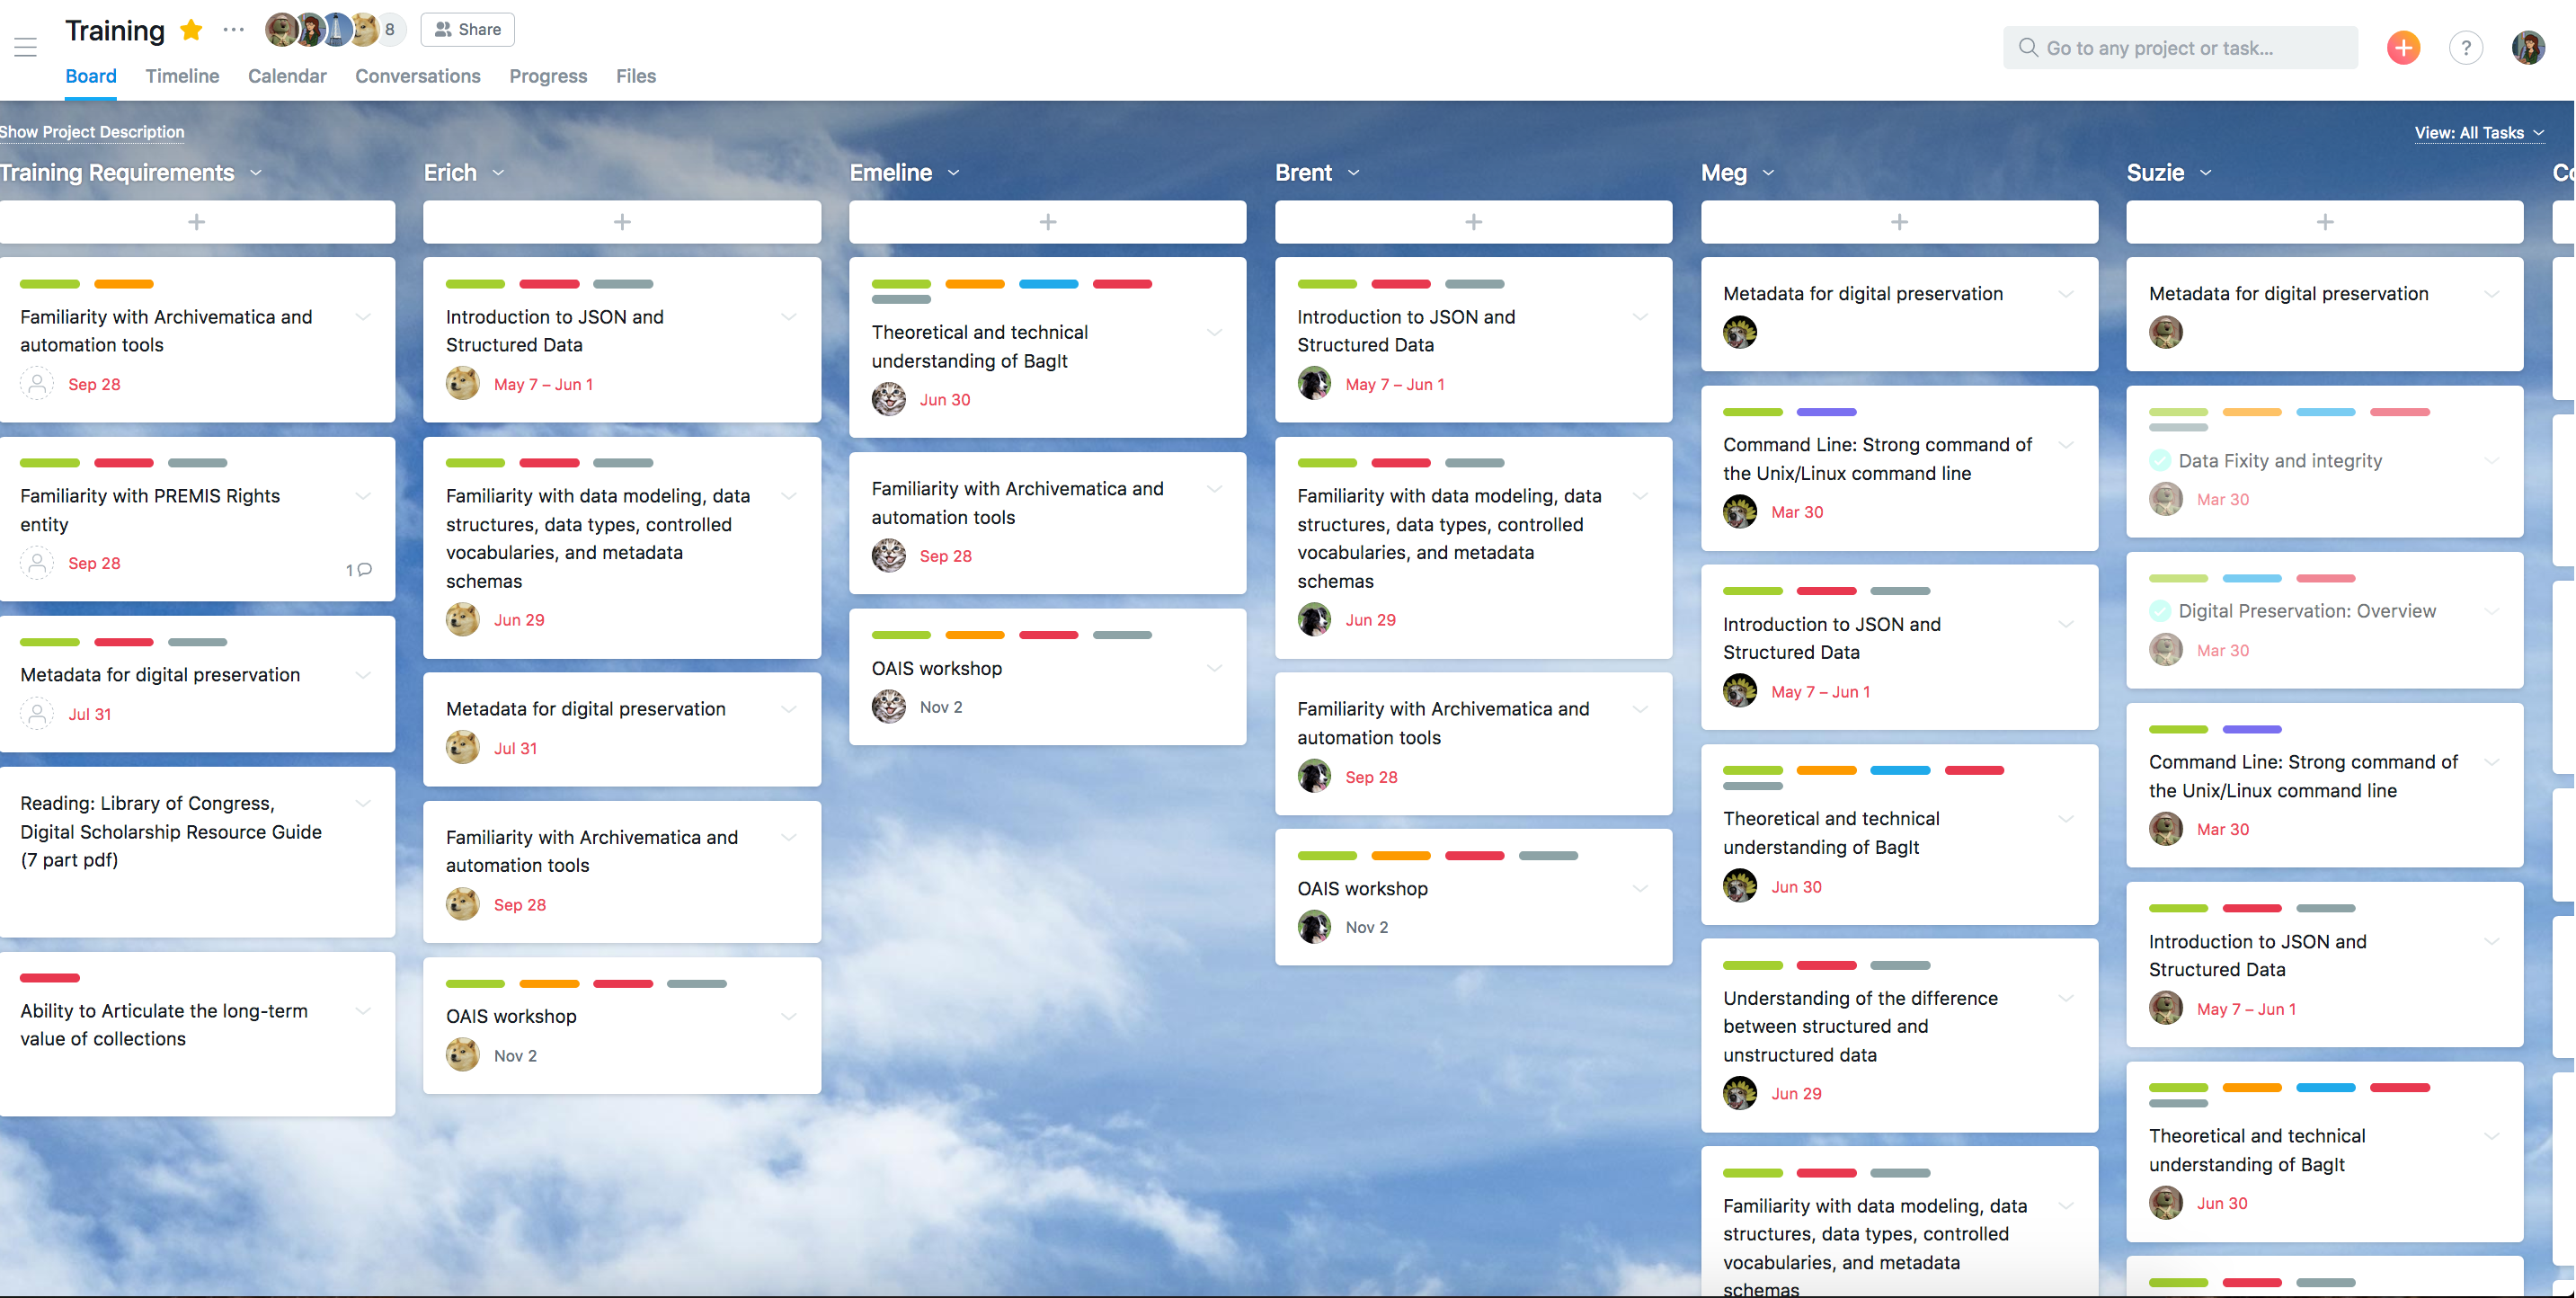 Training
8
Share
Go to any project or task...
?
Board
Timeline
Calendar
Conversations
Progress
Files
Show Project Description
View: All Tasks
Training Requirements
Familiarity with Archivematica and
automation tools
Sep 28
Familiarity with PREMIS Rights
entity
Sep 28
1
Metadata for digital preservation
Jul 31
Reading: Library of Congress,
Digital Scholarship Resource Guide
(7 part pdf)
Ability to Articulate the long-term
value of collections
Erich
Introduction to JSON and
Structured Data
May 7 – Jun 1
Familiarity with data modeling, data
structures, data types, controlled
vocabularies, and metadata
schemas
Jun 29
Metadata for digital preservation
Jul 31
Familiarity with Archivematica and
automation tools
Sep 28
OAIS workshop
Nov 2
Emeline
Theoretical and technical
understanding of BagIt
Jun 30
Familiarity with Archivematica and
automation tools
Sep 28
OAIS workshop
Nov 2
Brent
Introduction to JSON and
Structured Data
May 7 – Jun 1
Familiarity with data modeling, data
structures, data types, controlled
vocabularies, and metadata
schemas
Jun 29
Familiarity with Archivematica and
automation tools
Sep 28
OAIS workshop
Nov 2
Meg
Metadata for digital preservation
Command Line: Strong command of
the Unix/Linux command line
Mar 30
Introduction to JSON and
Structured Data
May 7 – Jun 1
Theoretical and technical
understanding of BagIt
Jun 30
Understanding of the difference
between structured and
unstructured data
Jun 29
Familiarity with data modeling, data
structures, data types, controlled
vocabularies, and metadata
schemas
Suzie
Metadata for digital preservation
Data Fixity and integrity
Mar 30
Digital Preservation: Overview
Mar 30
Command Line: Strong command of
the Unix/Linux command line
Mar 30
Introduction to JSON and
Structured Data
May 7 – Jun 1
Theoretical and technical
understanding of BagIt
Jun 30